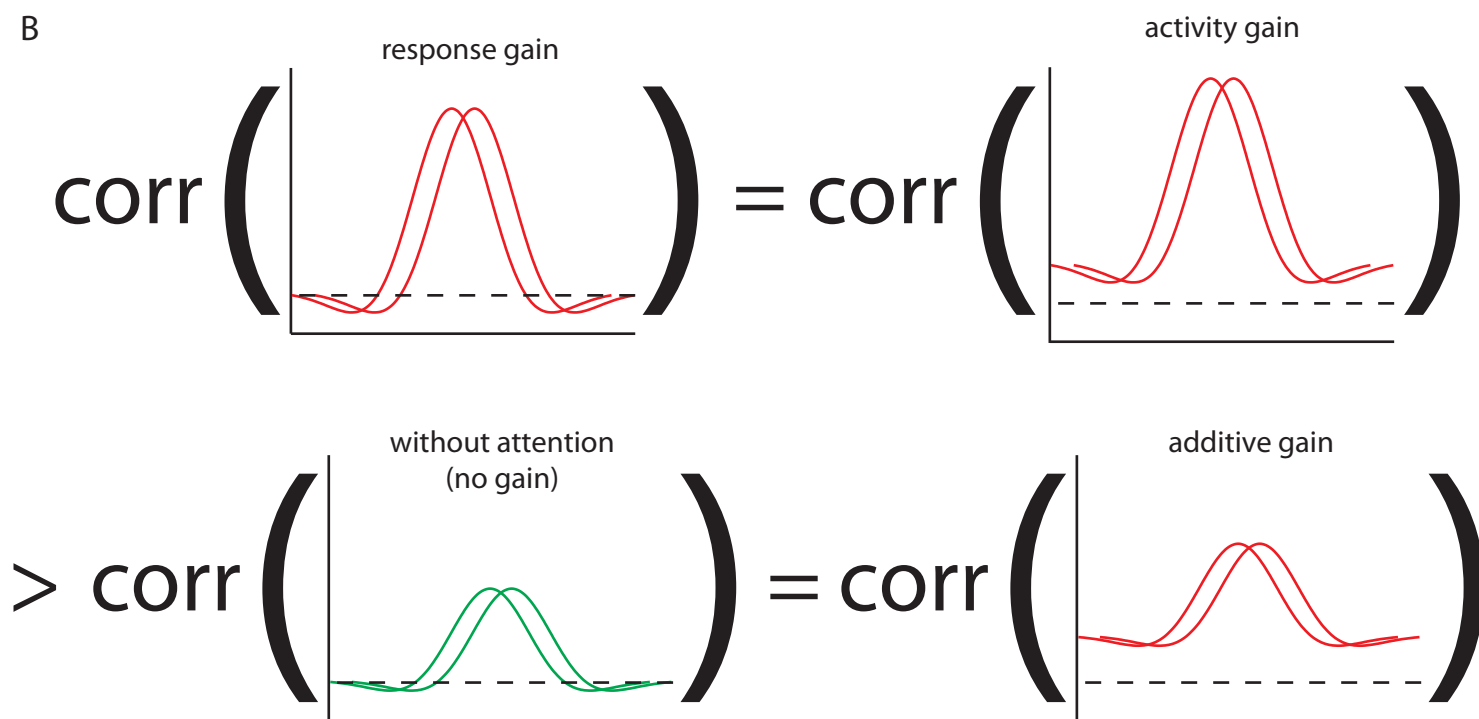 B
response gain
activity gain
corr ( ) = corr ( )
without attention
(no gain)
additive gain
> corr ( ) = corr ( )